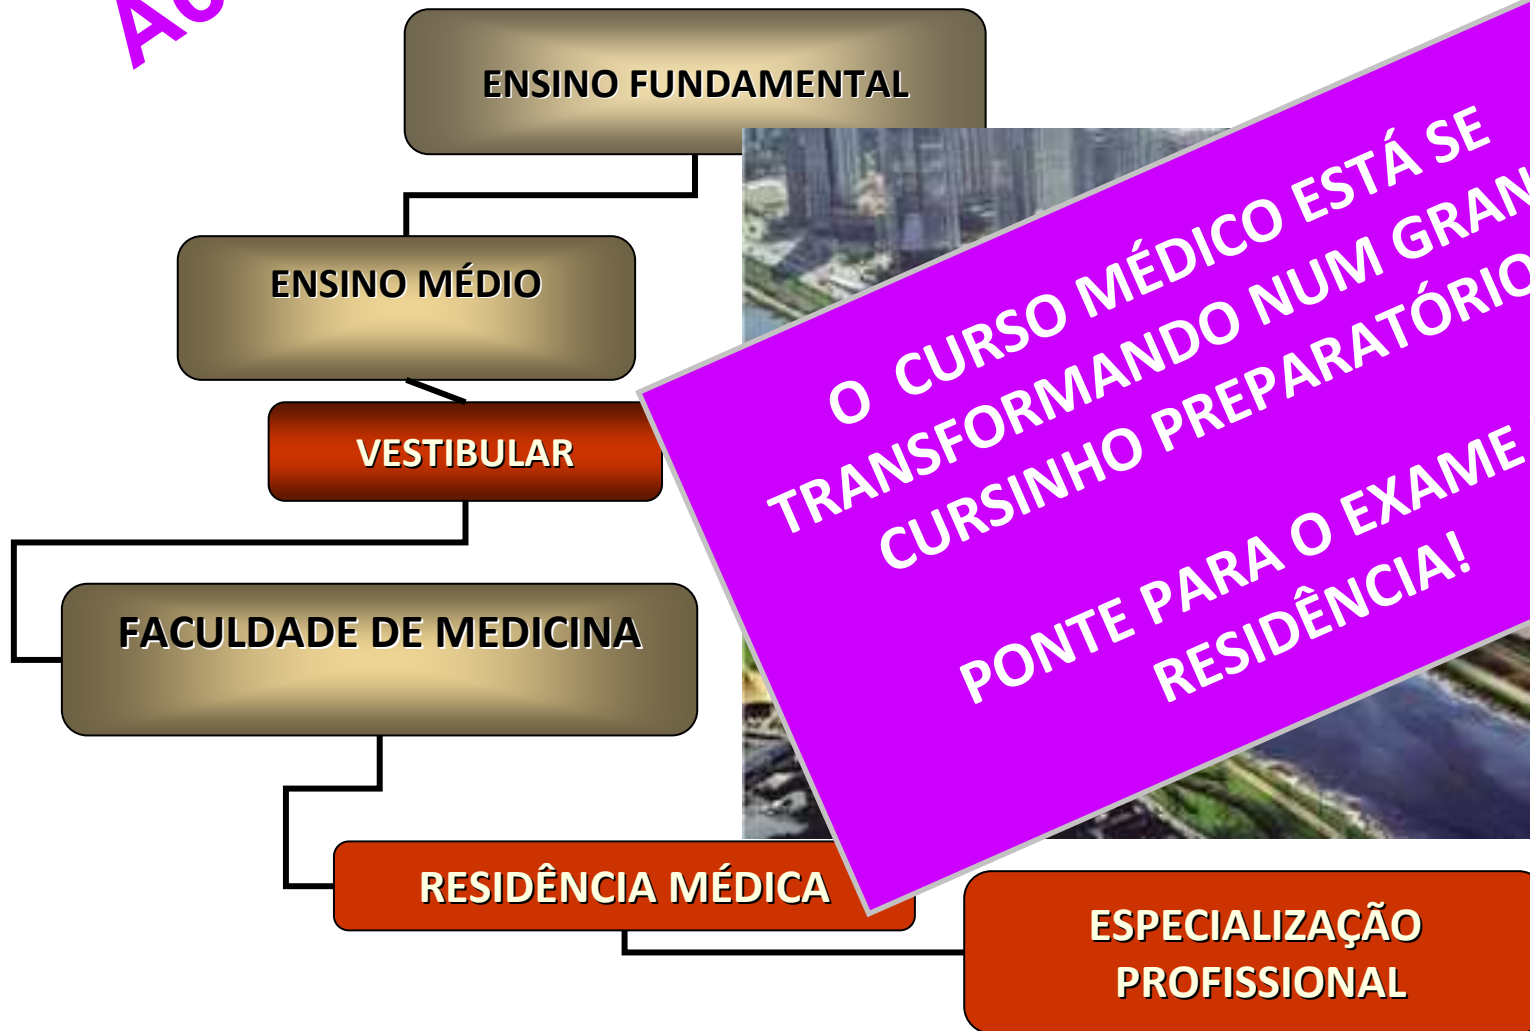 ENSINO FUNDAMENTAL
ENSINO MÉDIO
VESTIBULAR
FACULDADE DE MEDICINA
RESIDÊNCIA MÉDICA
ESPECIALIZAÇÃO
PROFISSIONAL
O CURSO MÉDICO ESTÁ SE
TRANSFORMANDO NUM
CURSINHO PREPARATÓRIO
PONTE PARA O EXAME
RESIDÊNCIA!